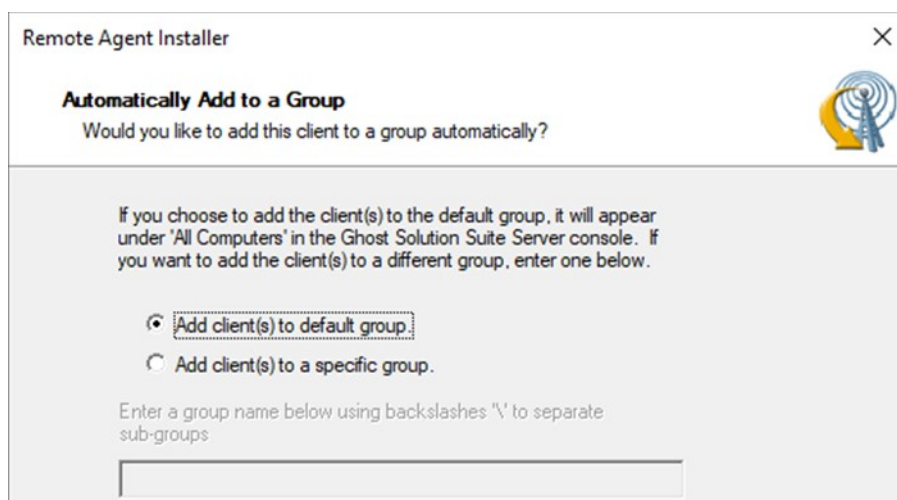 Remote Agent Installer
Automatically Add to a Group
Would you like to add this client to a group automatically?
If you choose to add the client(s) to the default group, it will appear
under 'All Computers' in the Ghost Solution Suite Server console. If
you want to add the client(s) to a different group, enter one below.
Add client(s) to default group.
Add client(s) to a specific group.
Enter a group name below using backslashes '\' to separate
sub-groups